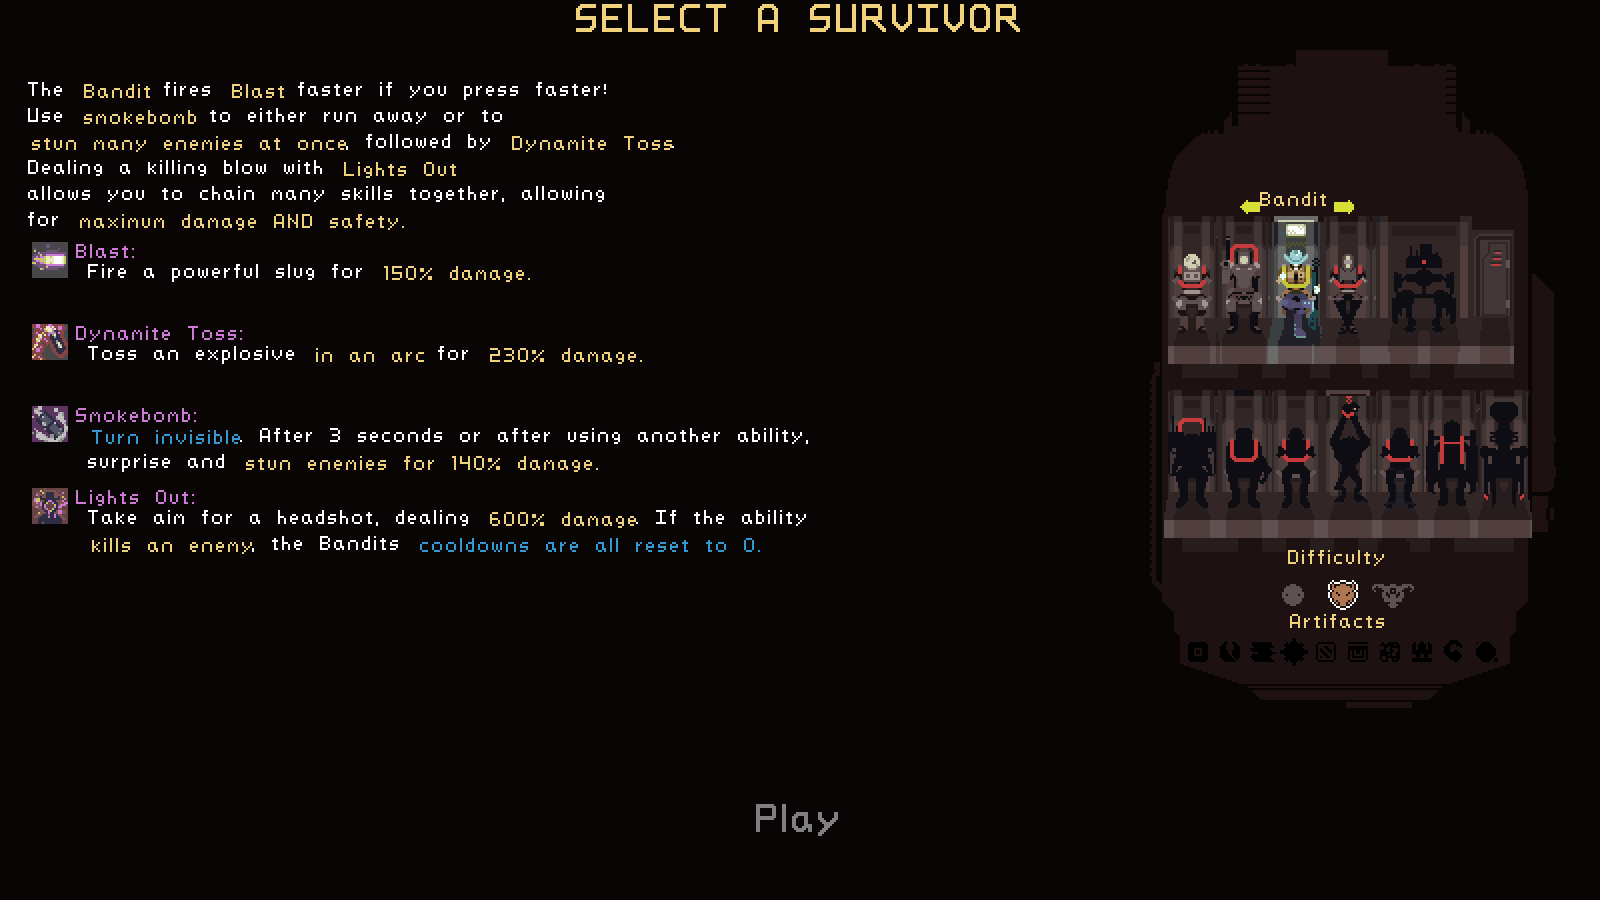 SELECT A SURVIVOR
The Bandit fires Blast faster if you press faster!
Use smokebomb to either run away or to
stun many enemies at once, followed by Dynamite Toss.
Dealing a killing blow with Lights Out
allows you to chain many skills together, allowing
for maximum damage AND safety.
Blast:
Fire a powerful slug for 150% damage.
Dynamite Toss:
Toss an explosive in an arc for 230% damage.
Smokebomb:
Turn invisible. After 3 seconds or after using another ability,
surprise and stun enemies for 140% damage.
Lights Out:
Take aim for a headshot, dealing 600% damage. If the ability
kills an enemy, the Bandits cooldowns are all reset to 0.
Bandit
Difficulty
Artifacts
Play